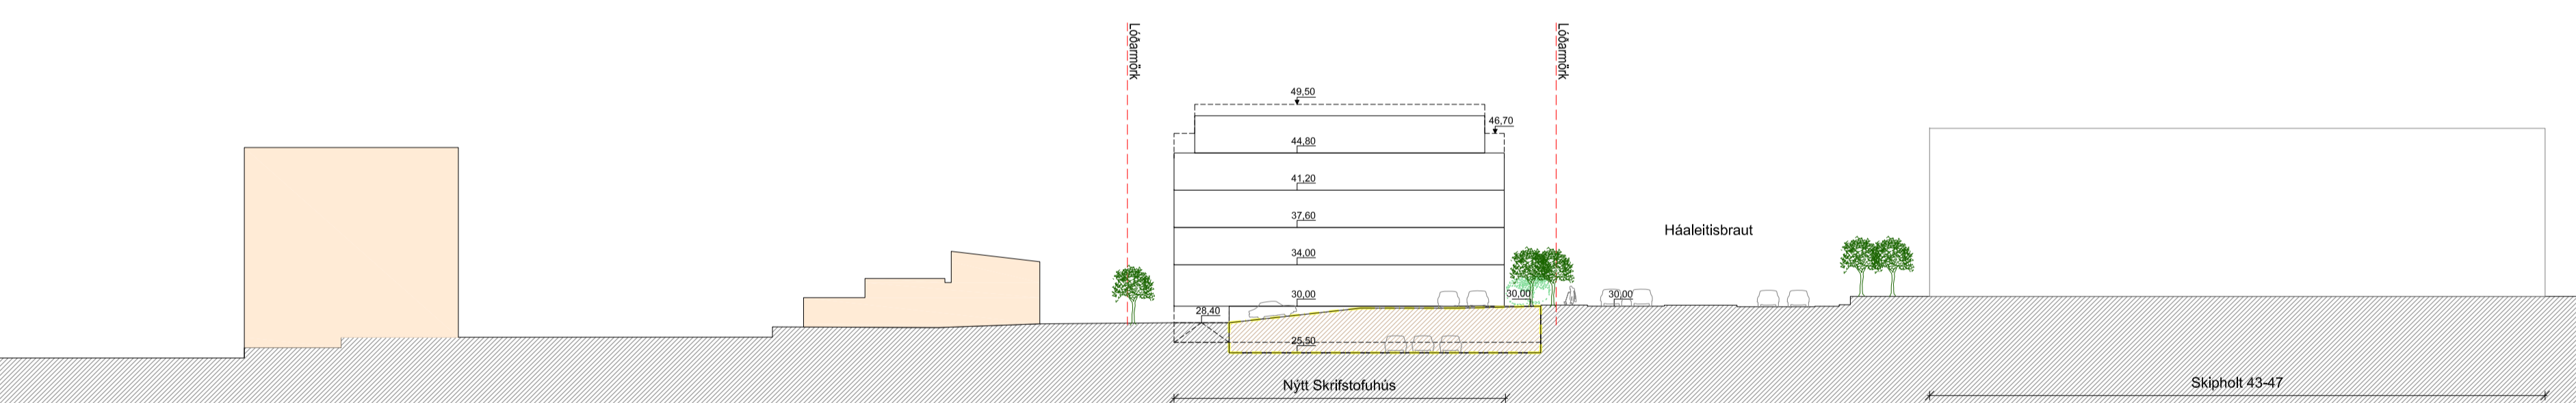 Lóðarmörk
Lóðarmörk
49,50
46,70
44,80
41,20
37,60
Háaleitisbraut
34,00
30,00
30,00
30,00
28,40
25,50
Nýtt Skrifstofuhús
Skipholt 43-47